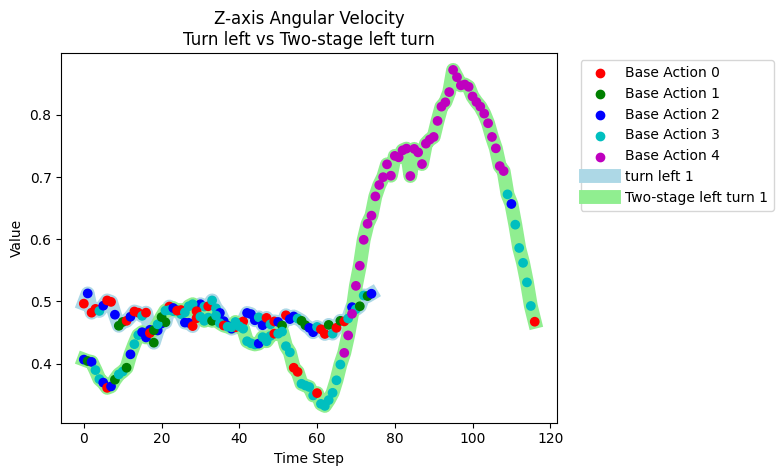 Z-axis Angular Velocity
Turn left vs Two-stage left turn
Value
0.8
0.7
0.6
0.5
0.4
0
20
40
60
80
100
120
Time Step
Base Action 0
Base Action 1
Base Action 2
Base Action 3
Base Action 4
turn left 1
Two-stage left turn 1